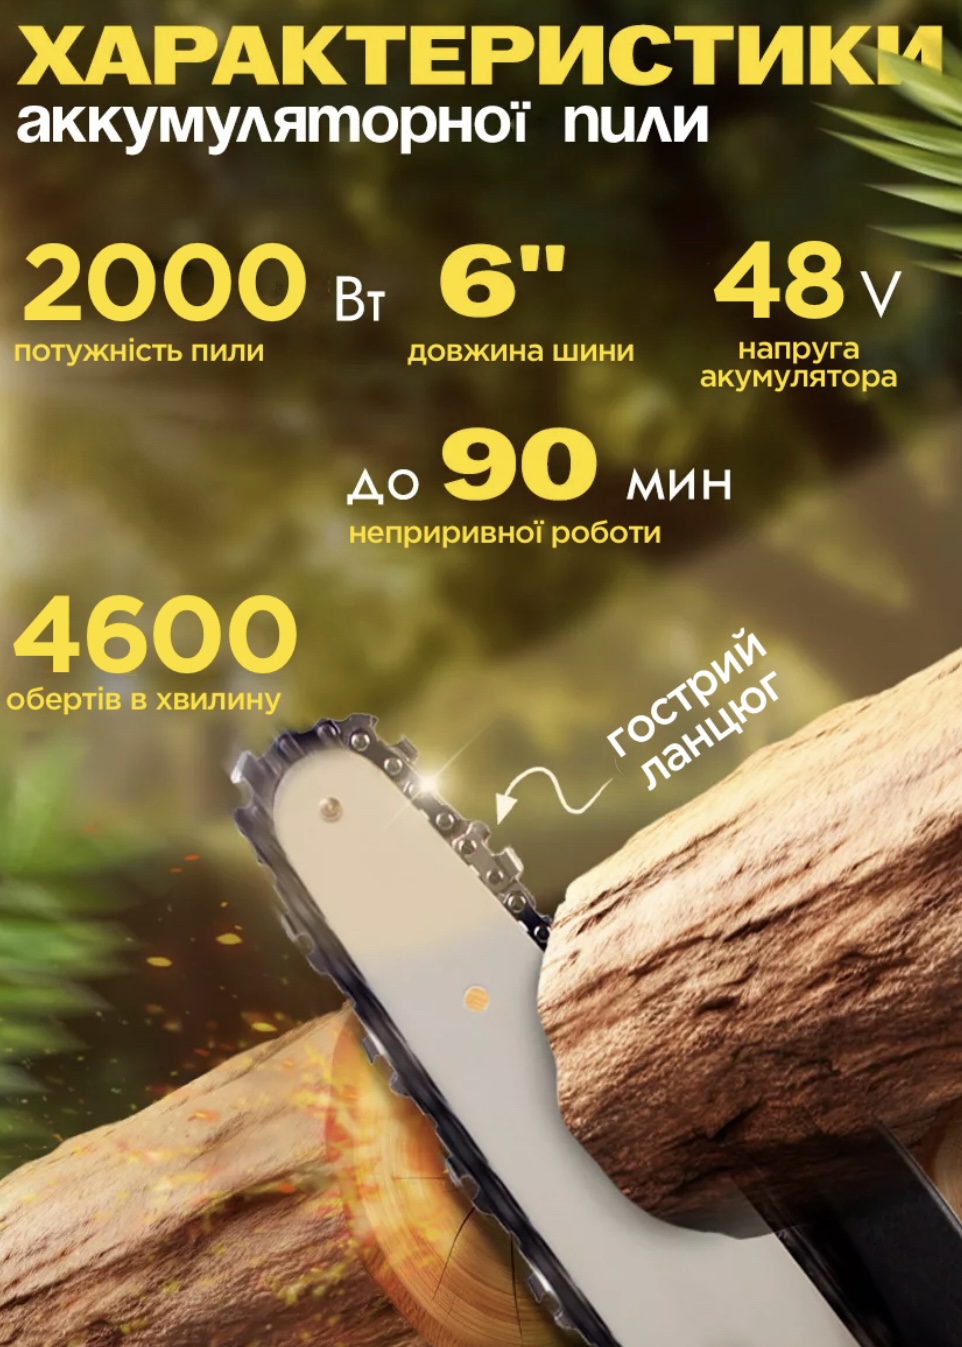 ХАРАКТЕРИСТИКИ
аккумуляторної пили
2000 Вт
потужність пили
6"
довжина шини
48 V
напруга
акумулятора
до 90 мин
неприривної роботи
4600
обертів в хвилину
гострий
ланцюг